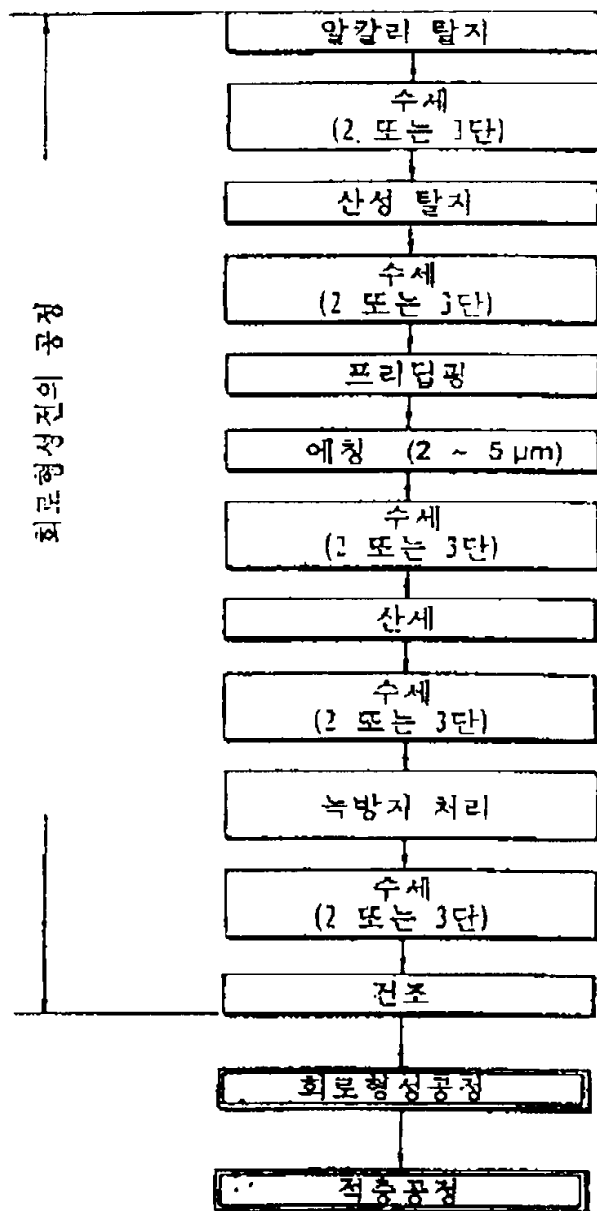 알칼리 탈지
수세
(2. 또는 3단)
산성 탈지
수세
(2 또는 3단)
프리딥핑
에칭 (2 ~ 5 μm)
수세
(2 또는 3단)
산세
수세
(2 또는 3단)
녹방지 처리
수세
(2 또는 3단)
건조
회로형성전의 공정
회로형성공정
적층공정